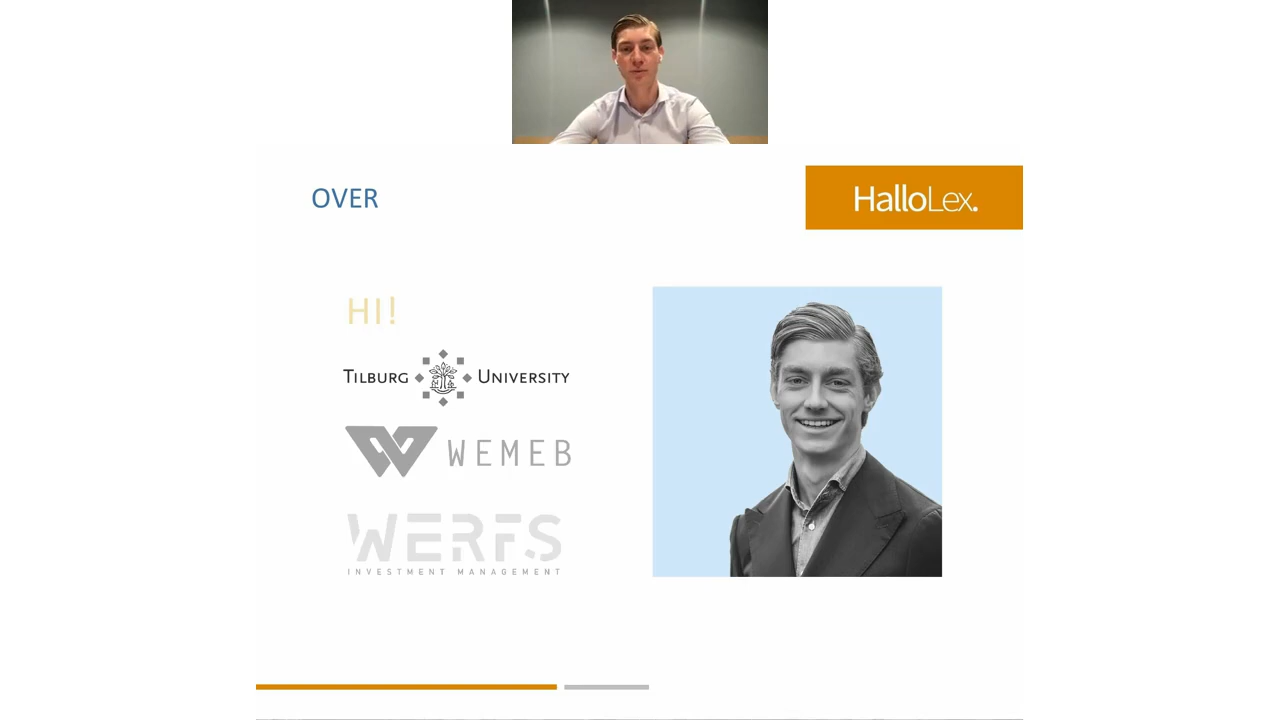 OVER
HalloLex.
HI!
TILBURG UNIVERSITY
WEMEB
WERFS
INVESTMENT MANAGEMENT